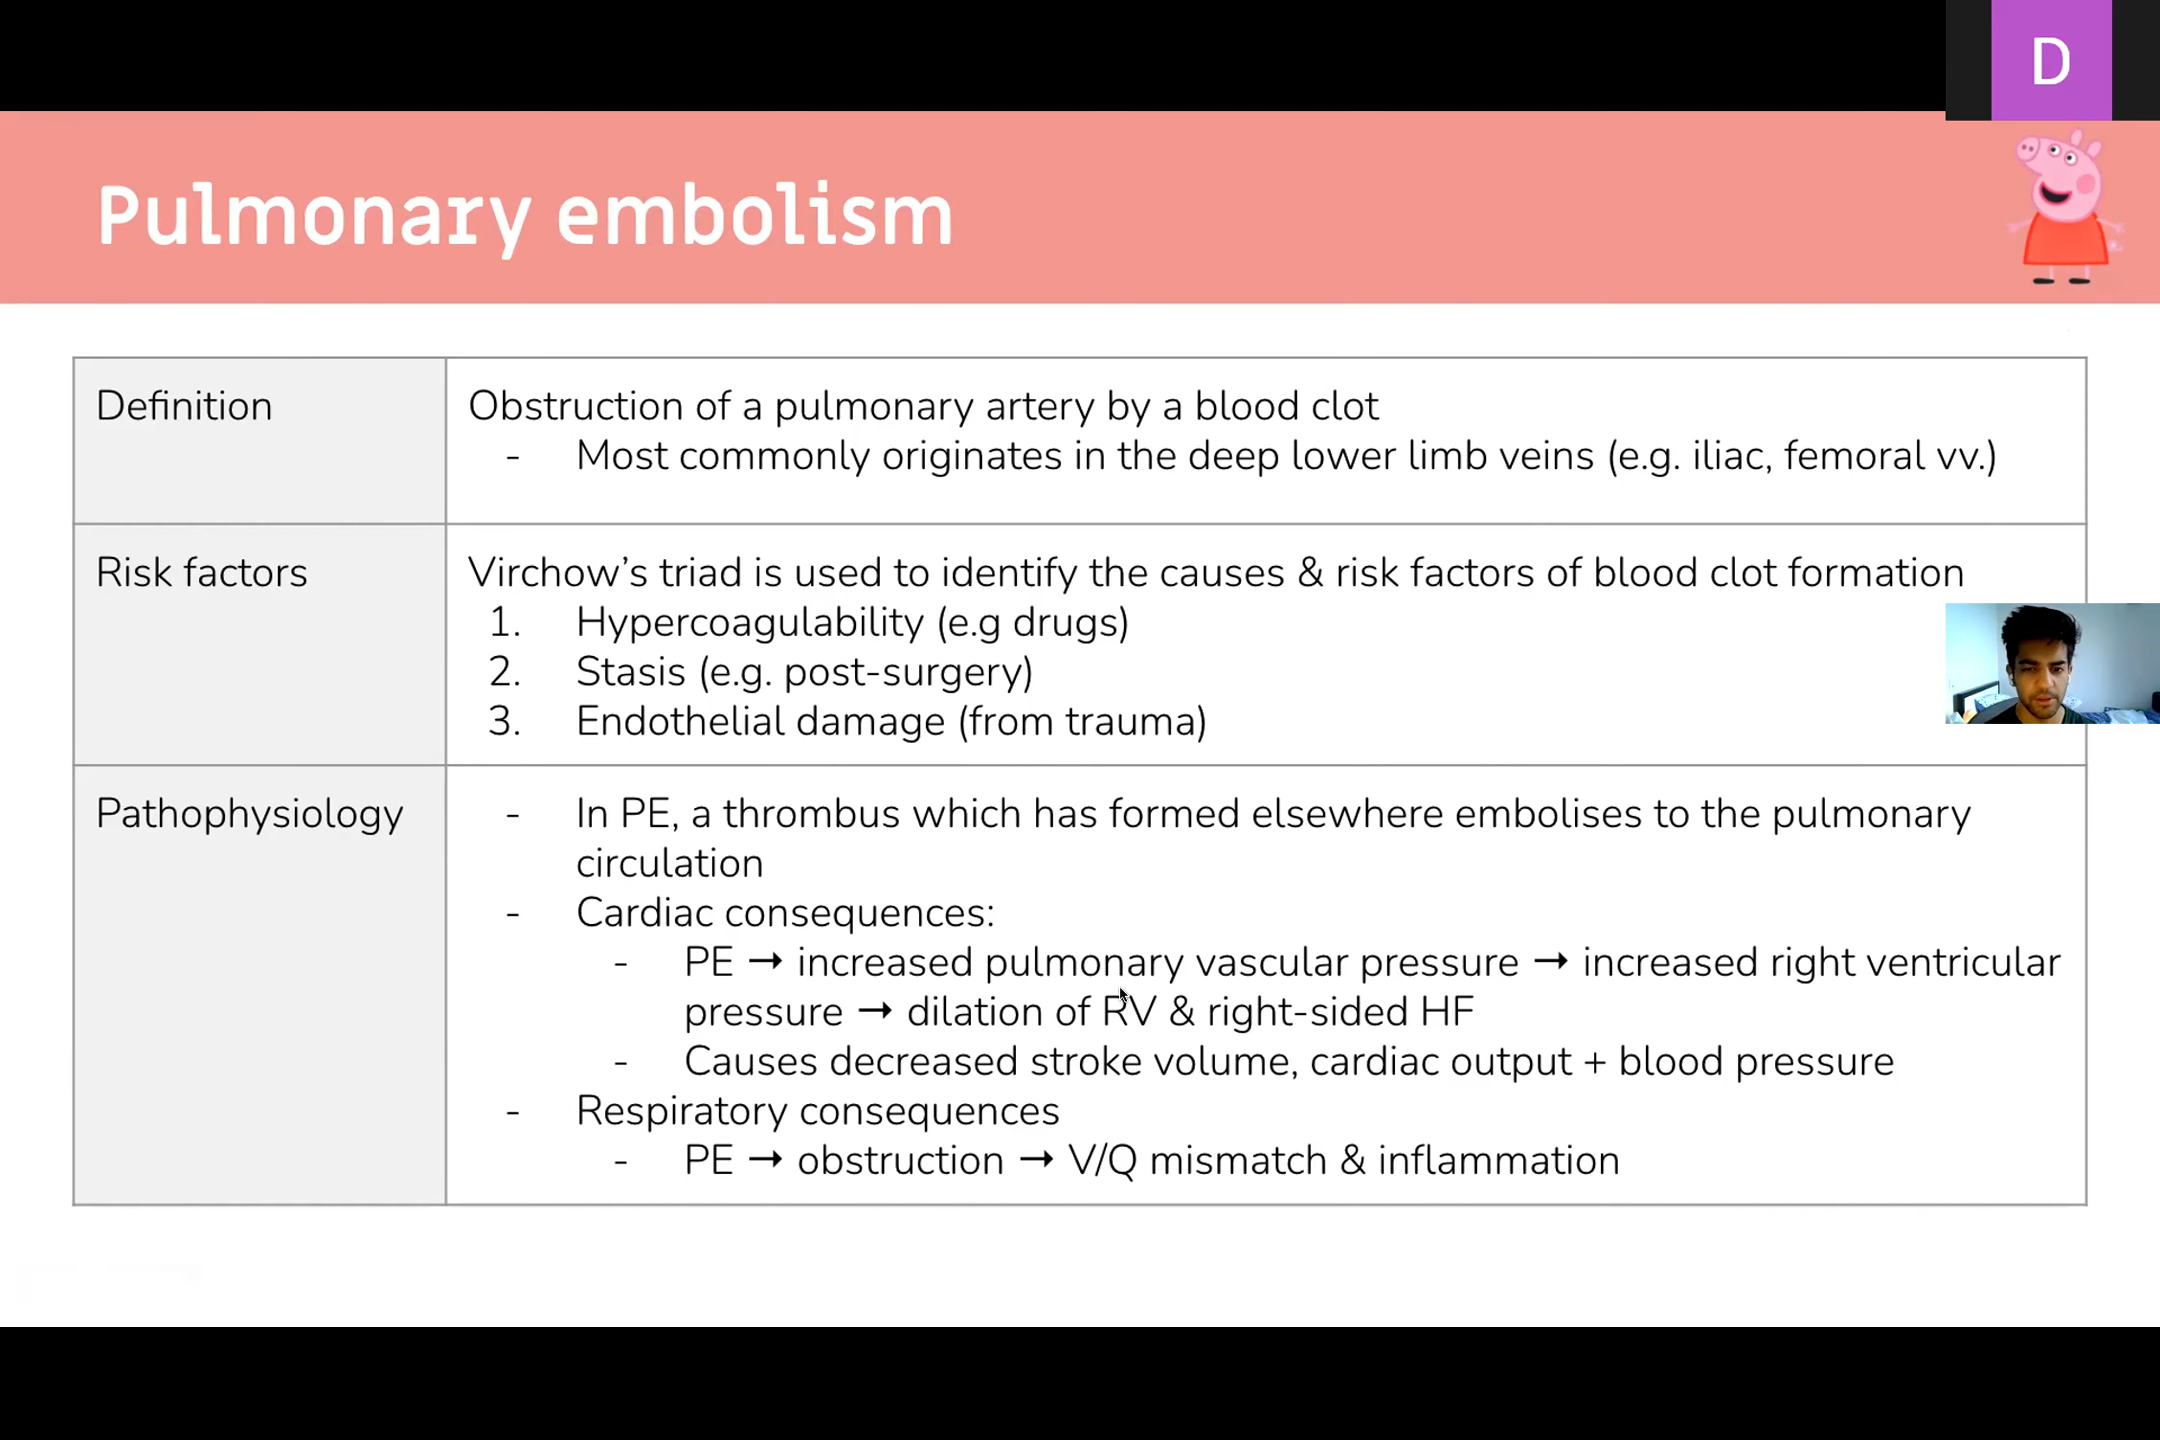 D
Pulmonary embolism
Definition
Obstruction of a pulmonary artery by a blood clot
- Most commonly originates in the deep lower limb veins (e.g. iliac, femoral vv.)
Risk factors
Virchow’s triad is used to identify the causes & risk factors of blood clot formation
1. Hypercoagulability (e.g drugs)
2. Stasis (e.g. post-surgery)
3. Endothelial damage (from trauma)
Pathophysiology
- In PE, a thrombus which has formed elsewhere embolises to the pulmonary
circulation
- Cardiac consequences:
- PE → increased pulmonary vascular pressure → increased right ventricular
pressure → dilation of RV & right-sided HF
- Causes decreased stroke volume, cardiac output + blood pressure
- Respiratory consequences
- PE → obstruction → V/Q mismatch & inflammation